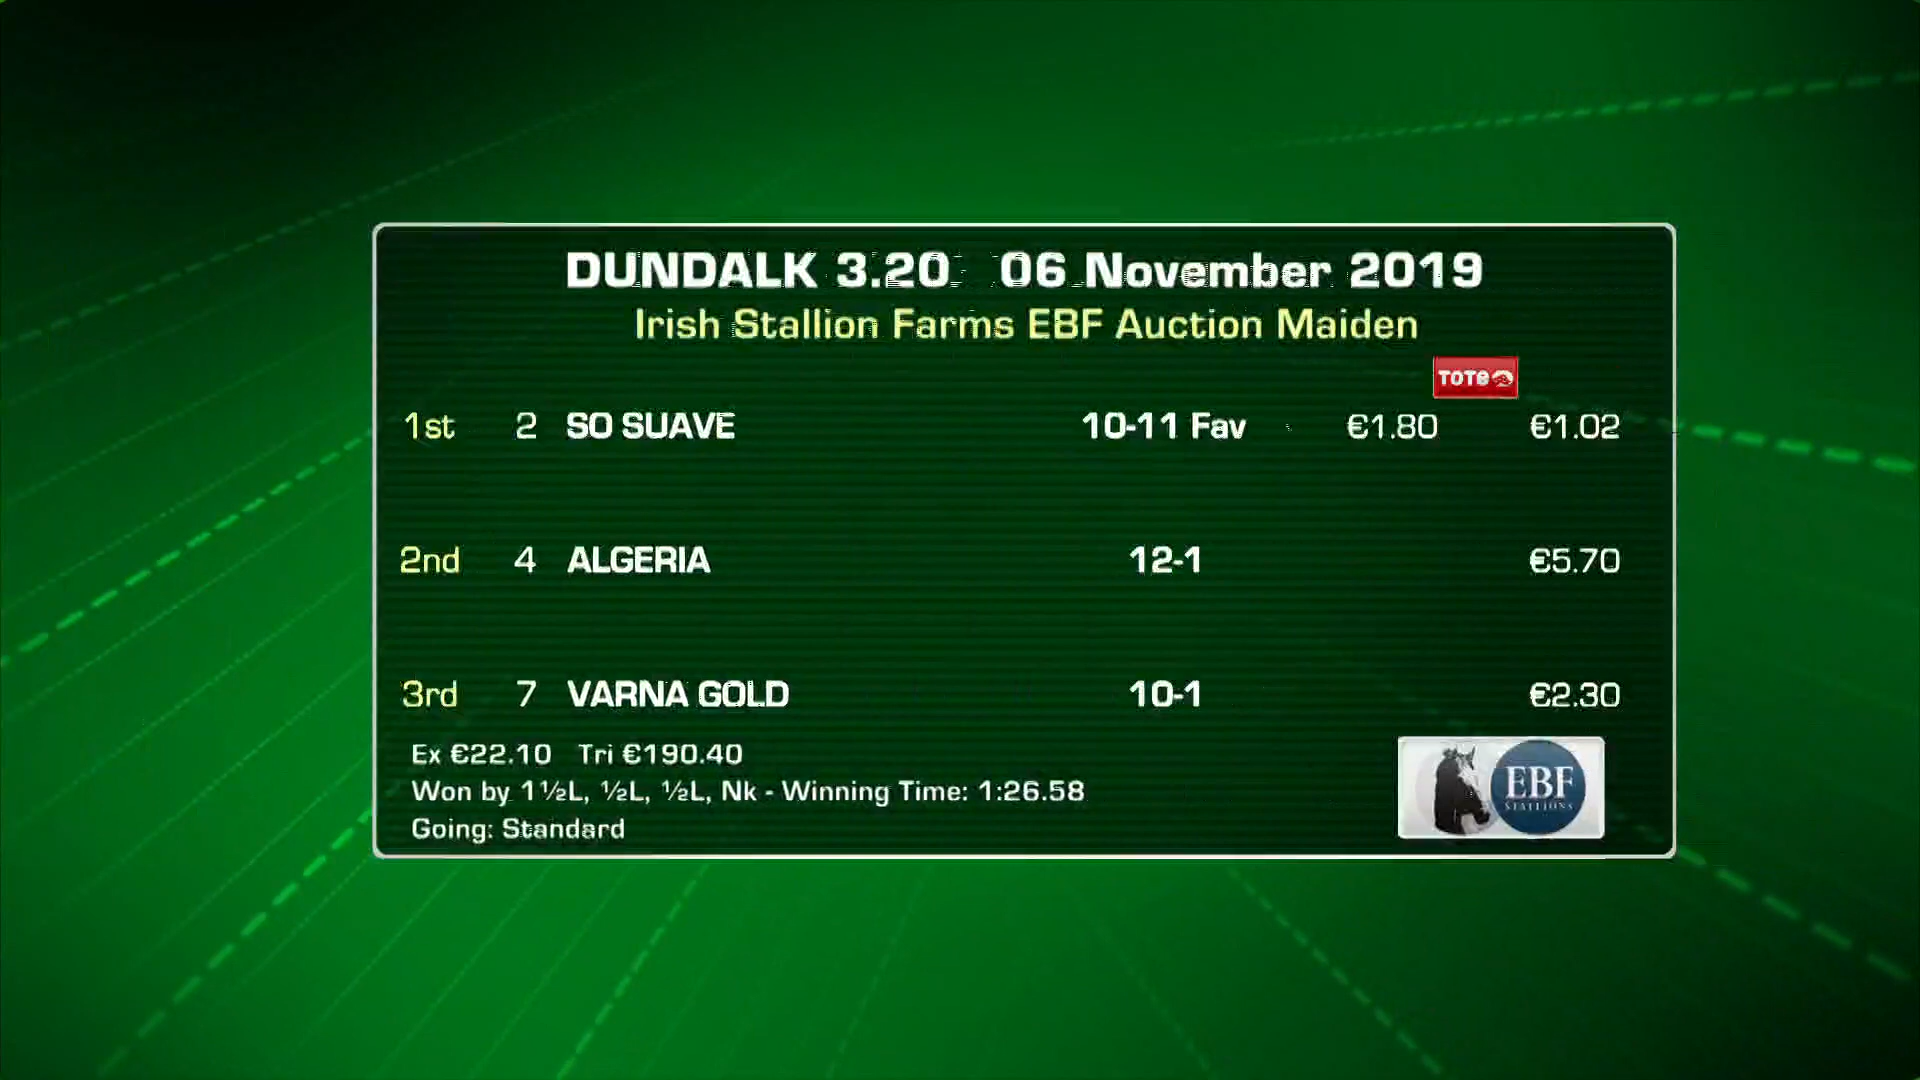 DUNDALK 3.20 06 November 2019
Irish Stallion Farms EBF Auction Maiden
TOTE
1st 2 SO SUAVE 10-11 Fav €1.80 €1.02
2nd 4 ALGERIA 12-1 €5.70
3rd 7 VARNA GOLD 10-1 €2.30
Ex €22.10 Tri €190.40
Won by 1½L, ½L, ½L, Nk - Winning Time: 1:26.58
Going: Standard
EBF
STALLIONS